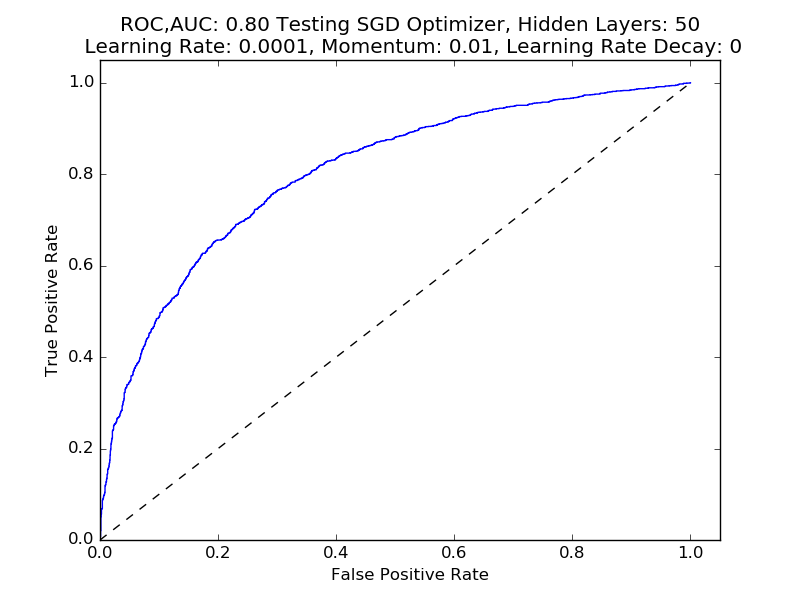 ROC,AUC: 0.80 Testing SGD Optimizer, Hidden Layers: 50
Learning Rate: 0.0001, Momentum: 0.01, Learning Rate Decay: 0
1.0
0.8
0.6
0.4
0.2
0.0
True Positive Rate
0.0 0.2 0.4 0.6 0.8 1.0
False Positive Rate